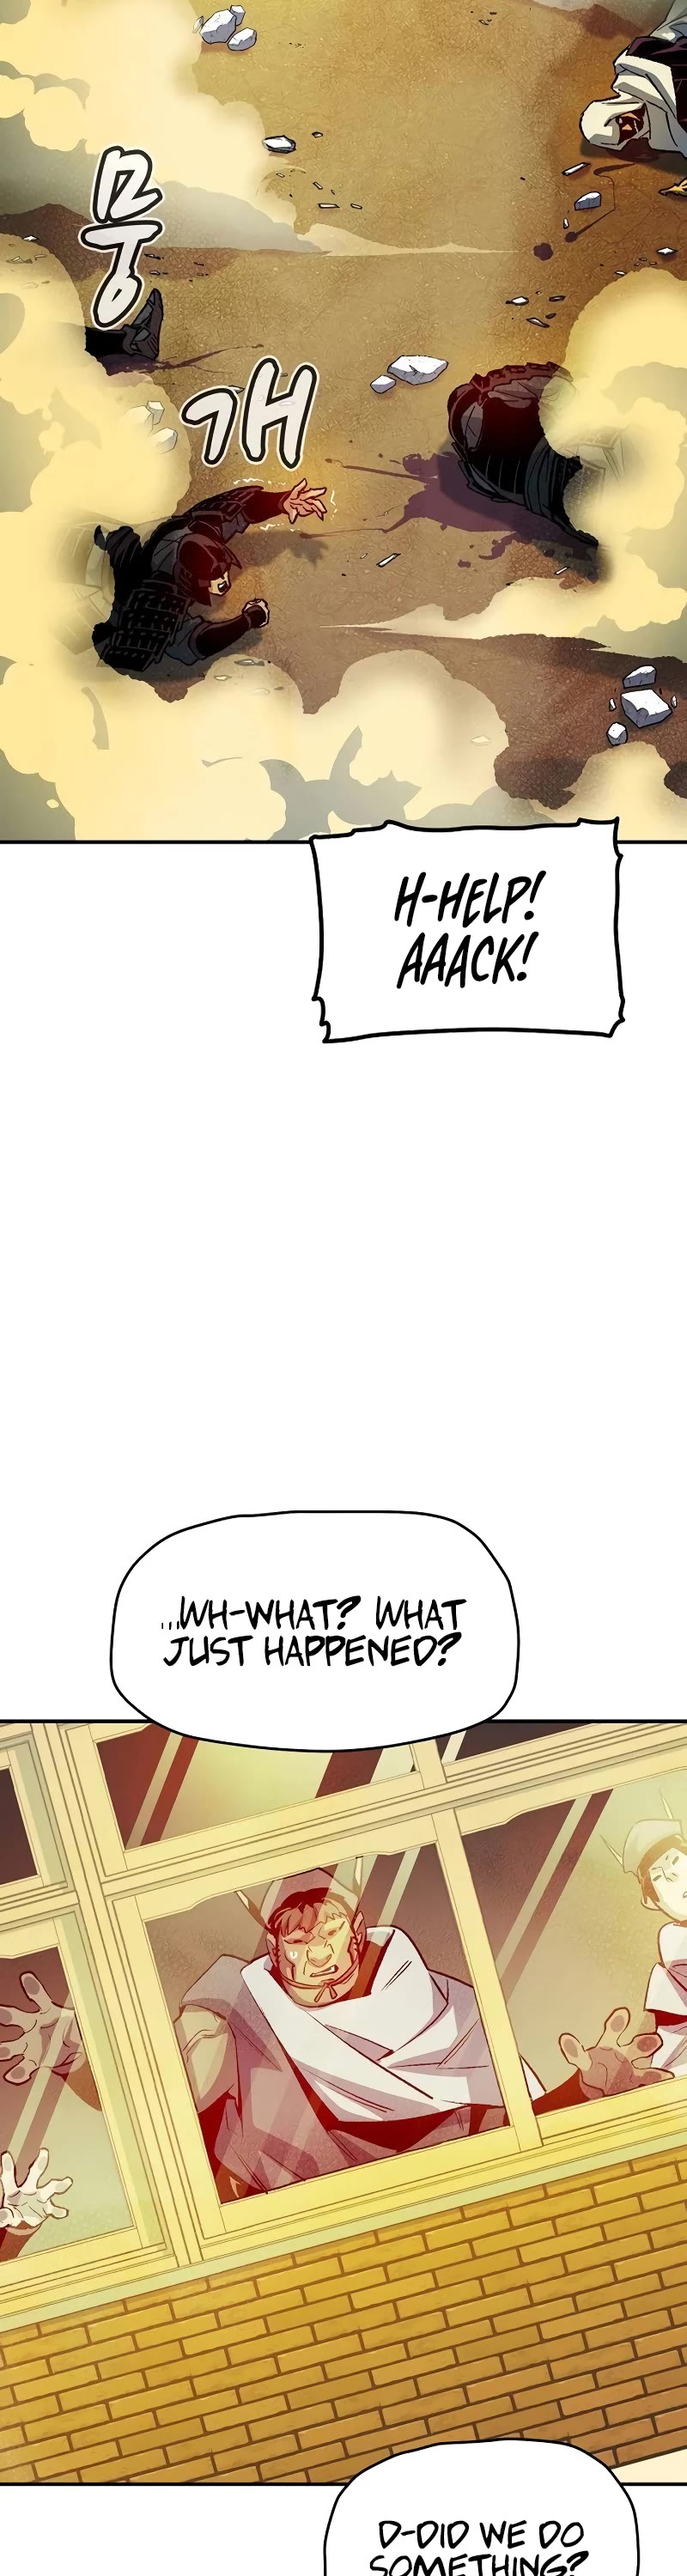 뭉
개
H-HELP!
AAACK!
...WH-WHAT? WHAT
JUST HAPPENED?
D-DID WE DO
SOMETHING?